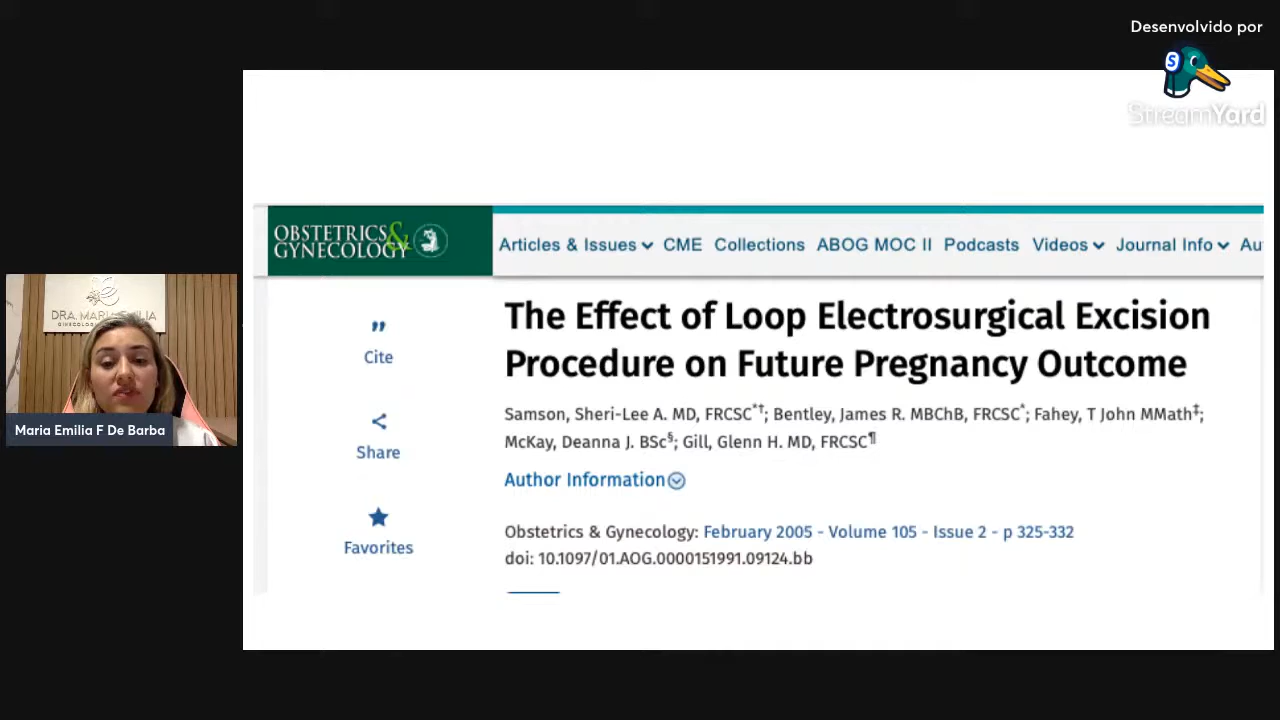 Desenvolvido por
StreamYard
OBSTETRICS &
GYNECOLOGY
Articles & Issues CME Collections ABOG MOC II Podcasts Videos Journal Info Au
The Effect of Loop Electrosurgical Excision
Procedure on Future Pregnancy Outcome
Cite
Share
Favorites
Samson, Sheri-Lee A. MD, FRCSC*†; Bentley, James R. MBChB, FRCSC*; Fahey, T John MMath‡;
McKay, Deanna J. BSc§; Gill, Glenn H. MD, FRCSC¶
Author Information
Obstetrics & Gynecology: February 2005 - Volume 105 - Issue 2 - p 325-332
doi: 10.1097/01.AOG.0000151991.09124.bb
DRA. MARIA EMILIA
Maria Emilia F De Barba